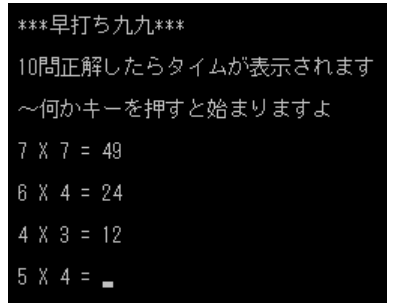 ***早打ち九九***
10問正解したらタイムが表示されます
～何かキーを押すと始まりますよ
7 X 7 = 49
6 X 4 = 24
4 X 3 = 12
5 X 4 = _